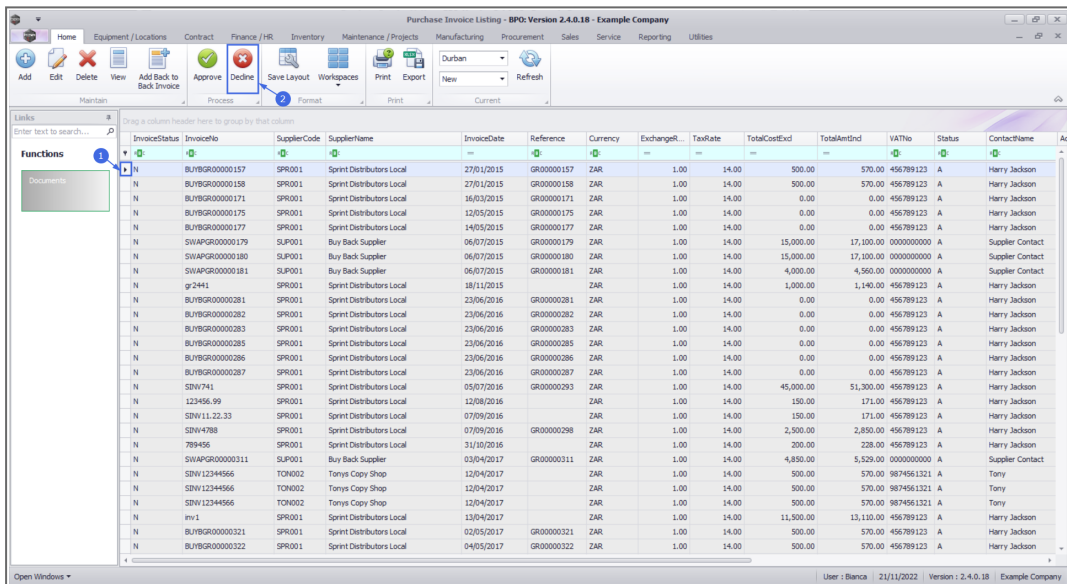 Purchase Invoice Listing - BPO: Version 2.4.0.18 - Example Company
Home Equipment / Locations Contract Finance / HR Inventory Maintenance / Projects Manufacturing Procurement Sales Service Reporting Utilities
Add Edit Delete View Add Back to Back Invoice Approve Decline Save Layout Workspaces Print Export Durban New Refresh
Maintain Process Format Print Current
2
Links
Enter text to search...
Functions
Documents
1
Drag a column header here to group by that column
InvoiceStatus InvoiceNo SupplierCode SupplierName InvoiceDate Reference Currency ExchangeR... TaxRate TotalCostExcl TotalAmtIncl VATNo Status ContactName Ad
N BUYBGR00000157 SPR001 Sprint Distributors Local 27/01/2015 GR00000157 ZAR 1.00 14.00 500.00 570.00 456789123 A Harry Jackson
N BUYBGR00000158 SPR001 Sprint Distributors Local 27/01/2015 GR00000158 ZAR 1.00 14.00 500.00 570.00 456789123 A Harry Jackson
N BUYBGR00000171 SPR001 Sprint Distributors Local 16/03/2015 GR00000171 ZAR 1.00 14.00 0.00 0.00 456789123 A Harry Jackson
N BUYBGR00000175 SPR001 Sprint Distributors Local 12/05/2015 GR00000175 ZAR 1.00 14.00 0.00 0.00 456789123 A Harry Jackson
N BUYBGR00000177 SPR001 Sprint Distributors Local 14/05/2015 GR00000177 ZAR 1.00 14.00 0.00 0.00 456789123 A Harry Jackson
N SWAPGR00000179 SUP001 Buy Back Supplier 06/07/2015 GR00000179 ZAR 1.00 14.00 15,000.00 17,100.00 0000000000 A Supplier Contact
N SWAPGR00000180 SUP001 Buy Back Supplier 06/07/2015 GR00000180 ZAR 1.00 14.00 15,000.00 17,100.00 0000000000 A Supplier Contact
N SWAPGR00000181 SUP001 Buy Back Supplier 06/07/2015 GR00000181 ZAR 1.00 14.00 4,000.00 4,560.00 0000000000 A Supplier Contact
N gr2441 SPR001 Sprint Distributors Local 18/11/2015 ZAR 1.00 14.00 1,000.00 1,140.00 456789123 A Harry Jackson
N BUYBGR00000281 SPR001 Sprint Distributors Local 23/06/2016 GR00000281 ZAR 1.00 14.00 0.00 0.00 456789123 A Harry Jackson
N BUYBGR00000282 SPR001 Sprint Distributors Local 23/06/2016 GR00000282 ZAR 1.00 14.00 0.00 0.00 456789123 A Harry Jackson
N BUYBGR00000283 SPR001 Sprint Distributors Local 23/06/2016 GR00000283 ZAR 1.00 14.00 0.00 0.00 456789123 A Harry Jackson
N BUYBGR00000285 SPR001 Sprint Distributors Local 23/06/2016 GR00000285 ZAR 1.00 14.00 0.00 0.00 456789123 A Harry Jackson
N BUYBGR00000286 SPR001 Sprint Distributors Local 23/06/2016 GR00000286 ZAR 1.00 14.00 0.00 0.00 456789123 A Harry Jackson
N BUYBGR00000287 SPR001 Sprint Distributors Local 23/06/2016 GR00000287 ZAR 1.00 14.00 0.00 0.00 456789123 A Harry Jackson
N SINV741 SPR001 Sprint Distributors Local 05/07/2016 GR00000293 ZAR 1.00 14.00 45,000.00 51,300.00 456789123 A Harry Jackson
N 123456.99 SPR001 Sprint Distributors Local 12/08/2016 ZAR 1.00 14.00 150.00 171.00 456789123 A Harry Jackson
N SINV11.22.33 SPR001 Sprint Distributors Local 07/09/2016 ZAR 1.00 14.00 150.00 171.00 456789123 A Harry Jackson
N SINV4788 SPR001 Sprint Distributors Local 07/09/2016 GR00000298 ZAR 1.00 14.00 2,500.00 2,850.00 456789123 A Harry Jackson
N 789456 SPR001 Sprint Distributors Local 31/10/2016 ZAR 1.00 14.00 200.00 228.00 456789123 A Harry Jackson
N SWAPGR00000311 SUP001 Buy Back Supplier 03/04/2017 GR00000311 ZAR 1.00 14.00 4,850.00 5,529.00 0000000000 A Supplier Contact
N SINV12344566 TON002 Tonys Copy Shop 12/04/2017 ZAR 1.00 14.00 500.00 570.00 9874561321 A Tony
N SINV12344566 TON002 Tonys Copy Shop 12/04/2017 ZAR 1.00 14.00 500.00 570.00 9874561321 A Tony
N SINV12344566 TON002 Tonys Copy Shop 12/04/2017 ZAR 1.00 14.00 500.00 570.00 9874561321 A Tony
N inv1 SPR001 Sprint Distributors Local 13/04/2017 ZAR 1.00 14.00 11,500.00 13,110.00 456789123 A Harry Jackson
N BUYBGR00000321 SPR001 Sprint Distributors Local 02/05/2017 GR00000321 ZAR 1.00 14.00 500.00 570.00 456789123 A Harry Jackson
N BUYBGR00000322 SPR001 Sprint Distributors Local 04/05/2017 GR00000322 ZAR 1.00 14.00 500.00 570.00 456789123 A Harry Jackson
Open Windows User : Bianca 21/11/2022 Version : 2.4.0.18 Example Company